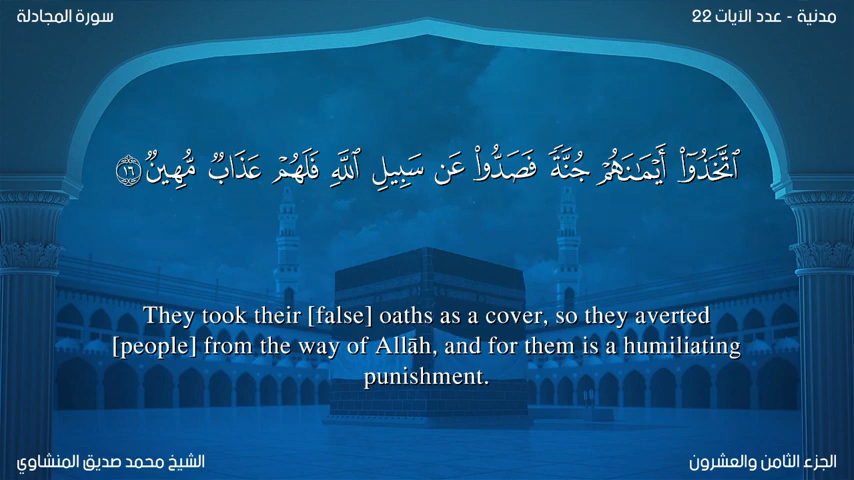 مدنية - عدد الآيات 22
سورة المجادلة
ٱتَّخَذُوٓا۟ أَيْمَـٰنَهُمْ جُنَّةً فَصَدُّوا۟ عَن سَبِيلِ ٱللَّهِ فَلَهُمْ عَذَابٌ مُّهِينٌ ١٦
They took their [false] oaths as a cover, so they averted
[people] from the way of Allāh, and for them is a humiliating
punishment.
الجزء الثامن والعشرون
الشيخ محمد صديق المنشاوي